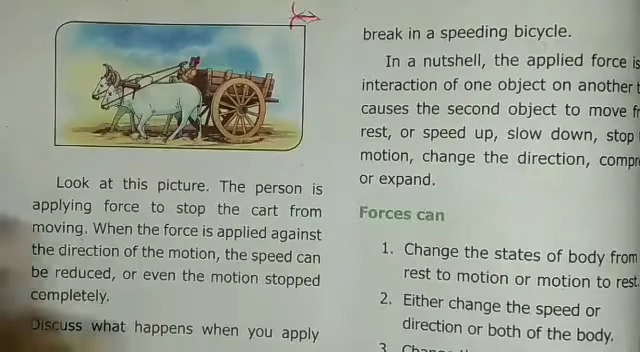 Look at this picture. The person is
applying force to stop the cart from
moving. When the force is applied against
the direction of the motion, the speed can
be reduced, or even the motion stopped
completely.
Discuss what happens when you apply
break in a speeding bicycle.
In a nutshell, the applied force is
interaction of one object on another
causes the second object to move
rest, or speed up, slow down, stop
motion, change the direction,
or expand.
Forces can
1. Change the states of body from
rest to motion or motion to rest.
2. Either change the speed or
direction or both of the body.
3.